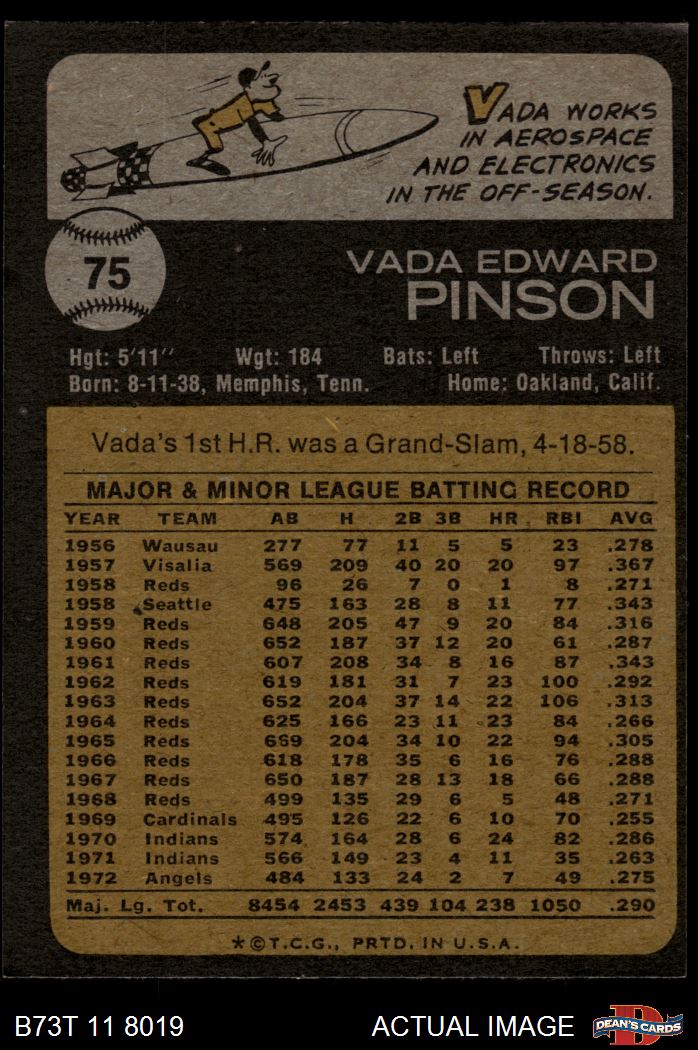 VADA WORKS
IN AEROSPACE
AND ELECTRONICS
IN THE OFF-SEASON.
75
VADA EDWARD
PINSON
Hgt: 5'11" Wgt: 184 Bats: Left Throws: Left
Born: 8-11-38, Memphis, Tenn. Home: Oakland, Calif.
Vada's 1st H.R. was a Grand-Slam, 4-18-58.
MAJOR & MINOR LEAGUE BATTING RECORD
YEAR TEAM AB H 2B 3B HR RBI AVG
1956 Wausau 277 77 11 5 5 23 .278
1957 Visalia 569 209 40 20 20 97 .367
1958 Reds 96 26 7 0 1 8 .271
1958 Seattle 475 163 28 8 11 77 .343
1959 Reds 648 205 47 9 20 84 .316
1960 Reds 652 187 37 12 20 61 .287
1961 Reds 607 208 34 8 16 87 .343
1962 Reds 619 181 31 7 23 100 .292
1963 Reds 652 204 37 14 22 106 .313
1964 Reds 625 166 23 11 23 84 .266
1965 Reds 669 204 34 10 22 94 .305
1966 Reds 618 178 35 6 16 76 .288
1967 Reds 650 187 28 13 18 66 .288
1968 Reds 499 135 29 6 5 48 .271
1969 Cardinals 495 126 22 6 10 70 .255
1970 Indians 574 164 28 6 24 82 .286
1971 Indians 566 149 23 4 11 35 .263
1972 Angels 484 133 24 2 7 49 .275
Maj. Lg. Tot. 8454 2453 439 104 238 1050 .290
*©T.C.G., PRTD. IN U.S.A.
B73T 11 8019 ACTUAL IMAGE
D
DEAN'S CARDS